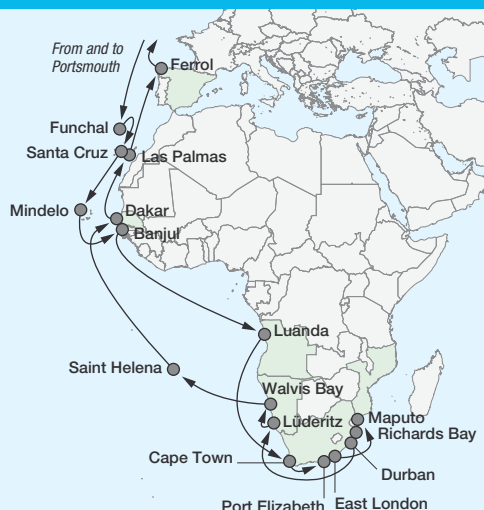 From and to
Portsmouth
Ferrol
Funchal
Santa Cruz
Las Palmas
Mindelo
Dakar
Banjul
Luanda
Saint Helena
Walvis Bay
Lüderitz
Maputo
Richards Bay
Cape Town
Durban
Port Elizabeth
East London